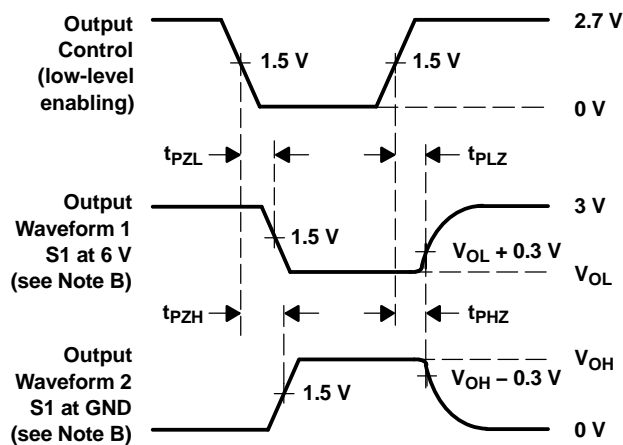 Output
Control
(low-level
enabling)
1.5 V
1.5 V
2.7 V
0 V
tPZL
tPLZ
Output
Waveform 1
S1 at 6 V
(see Note B)
1.5 V
3 V
VOL + 0.3 V
VOL
tPZH
tPHZ
Output
Waveform 2
S1 at GND
(see Note B)
1.5 V
VOH
VOH − 0.3 V
0 V